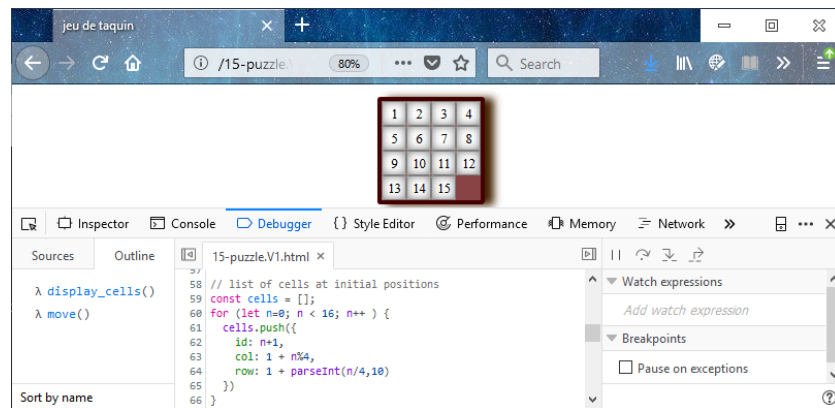 jeu de taquin
/15-puzzle.
80%
Search
1 2 3 4
5 6 7 8
9 10 11 12
13 14 15
Inspector Console Debugger {} Style Editor Performance Memory Network
Sources Outline 15-puzzle.V1.html ×
λ display_cells()
λ move()
Sort by name
57
58 // list of cells at initial positions
59 const cells = [];
60 for (let n=0; n < 16; n++ ) {
61 cells.push({
62 id: n+1,
63 col: 1 + n%4,
64 row: 1 + parseInt(n/4,10)
65 })
66 }
Watch expressions
Add watch expression
Breakpoints
Pause on exceptions